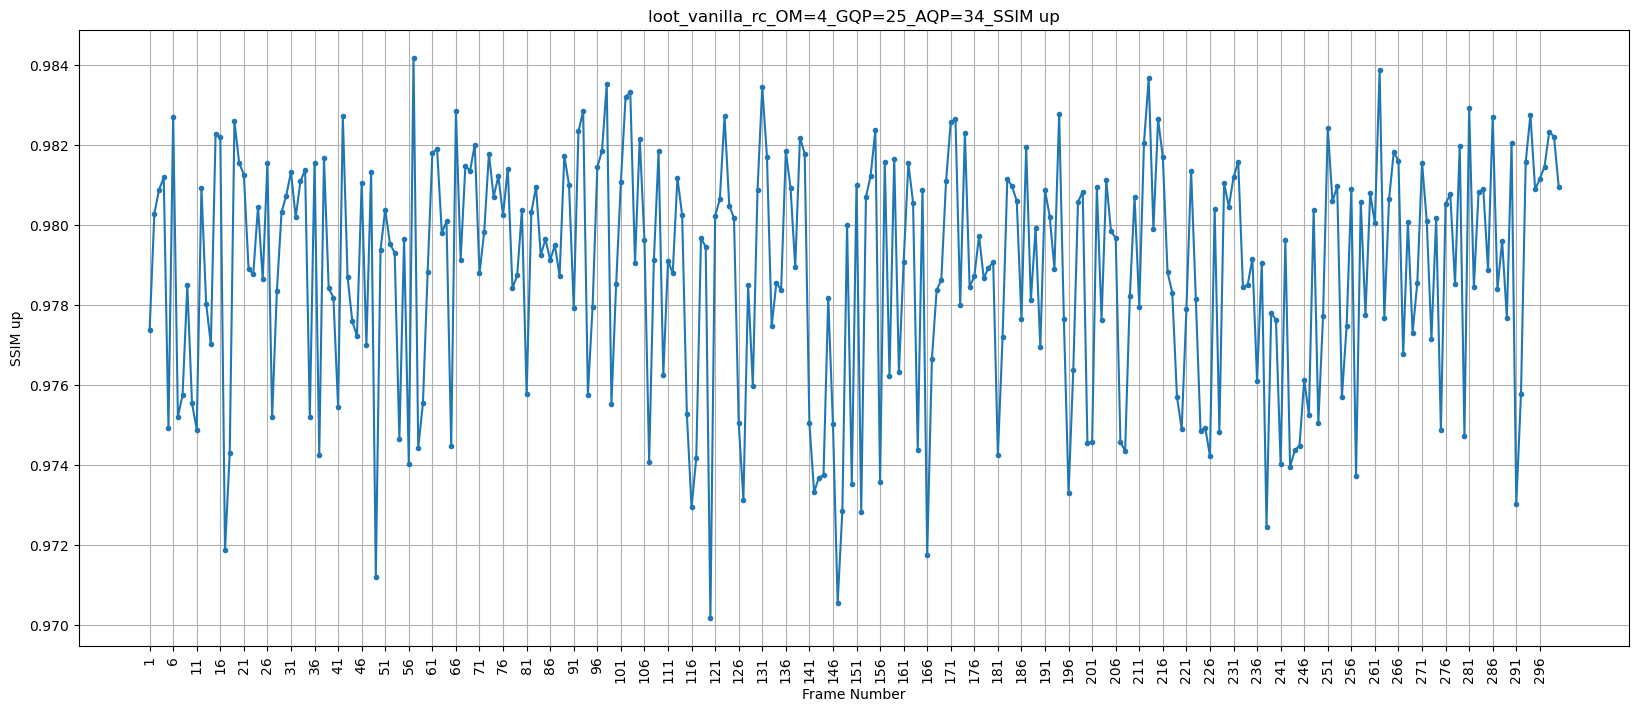 loot_vanilla_rc_OM=4_GQP=25_AQP=34_SSIM up
SSIM up
0.984
0.982
0.980
0.978
0.976
0.974
0.972
0.970
1 6 11 16 21 26 31 36 41 46 51 56 61 66 71 76 81 86 91 96 101 106 111 116 121 126 131 136 141 146 151 156 161 166 171 176 181 186 191 196 201 206 211 216 221 226 231 236 241 246 251 256 261 266 271 276 281 286 291 296
Frame Number